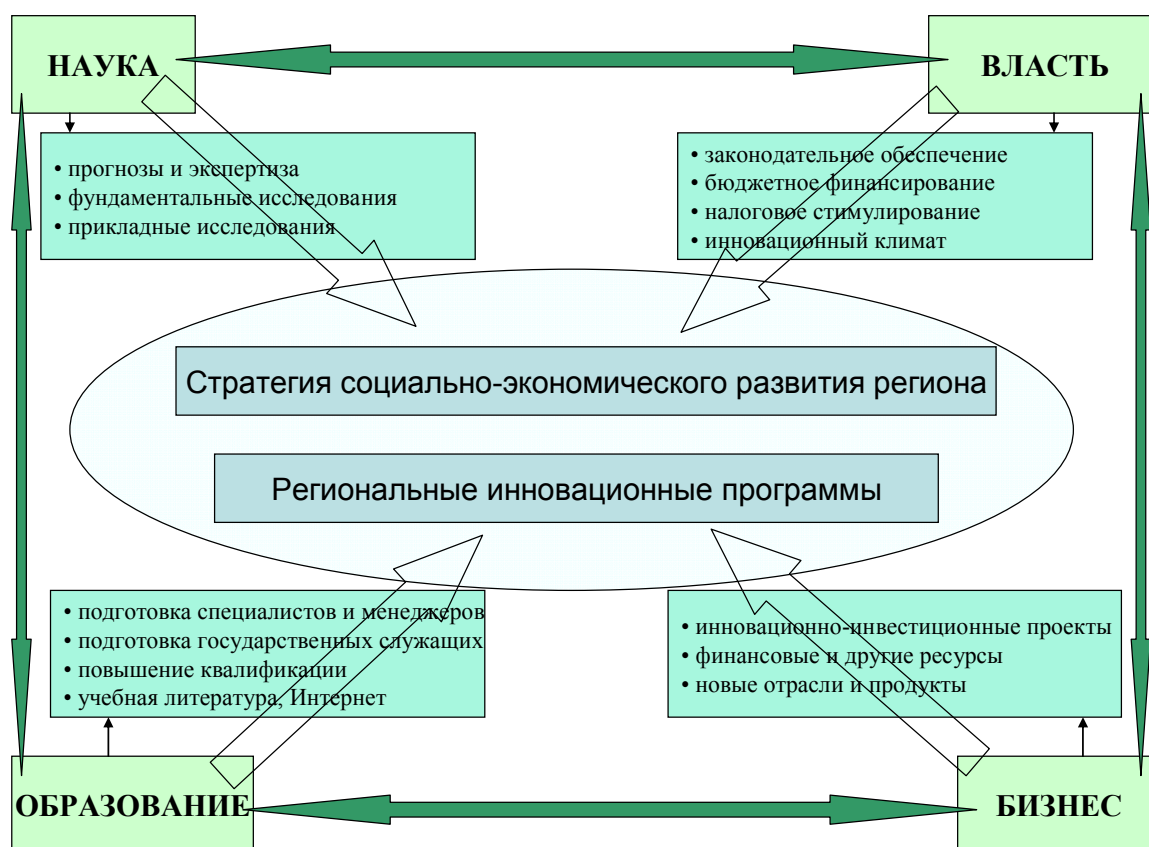 НАУКА
ВЛАСТЬ
• прогнозы и экспертиза
• фундаментальные исследования
• прикладные исследования
• законодательное обеспечение
• бюджетное финансирование
• налоговое стимулирование
• инновационный климат
Стратегия социально-экономического развития региона
Региональные инновационные программы
• подготовка специалистов и менеджеров
• подготовка государственных служащих
• повышение квалификации
• учебная литература, Интернет
• инновационно-инвестиционные проекты
• финансовые и другие ресурсы
• новые отрасли и продукты
ОБРАЗОВАНИЕ
БИЗНЕС